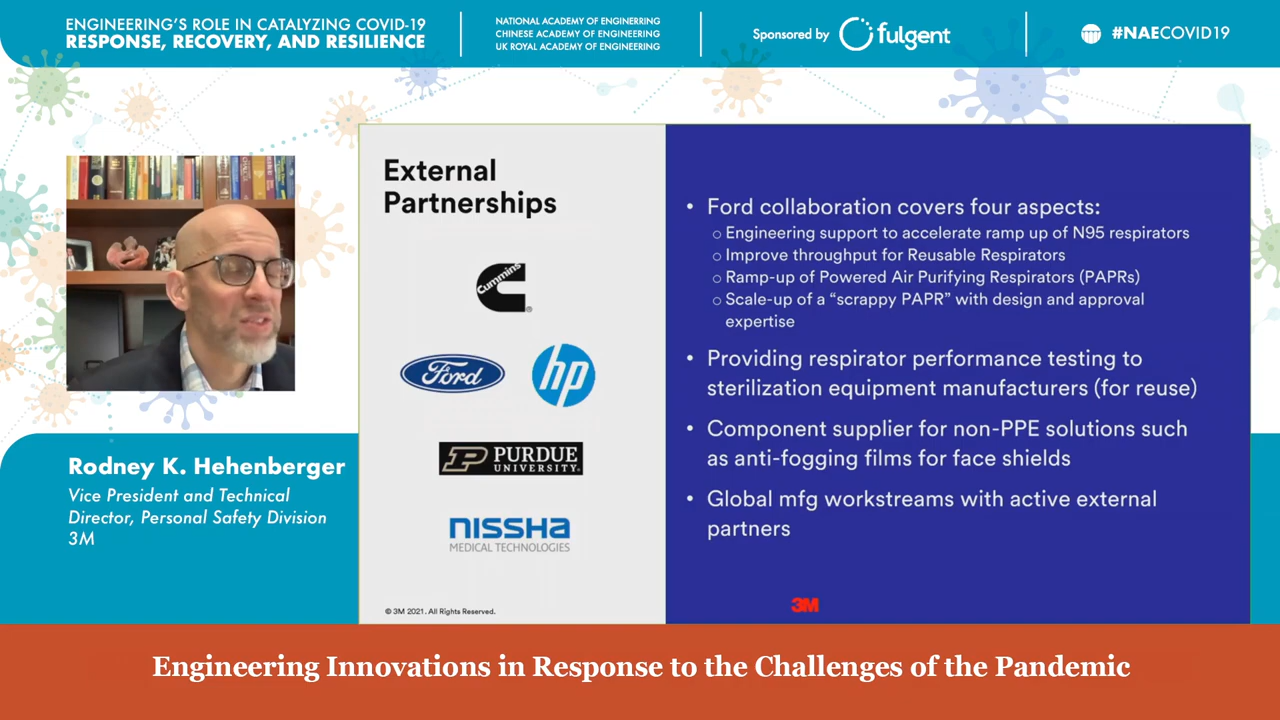 ENGINEERING'S ROLE IN CATALYZING COVID-19
RESPONSE, RECOVERY, AND RESILIENCE
NATIONAL ACADEMY OF ENGINERRING
CHINESE ACADEMY OF ENGINEERING
UK ROYAL ACADEMY OF ENGINEERING
Sponsored by fulgent
#NAECOVID19
External
Partnerships
Cummins
Ford
hp
P PURDUE
UNIVERSITY®
NISSHA
MEDICAL TECHNOLOGIES
© 3M 2021. All Rights Reserved.
• Ford collaboration covers four aspects:
○ Engineering support to accelerate ramp up of N95 respirators
○ Improve throughput for Reusable Respirators
○ Ramp-up of Powered Air Purifying Respirators (PAPRs)
○ Scale-up of a “scrappy PAPR” with design and approval
expertise
• Providing respirator performance testing to
sterilization equipment manufacturers (for reuse)
• Component supplier for non-PPE solutions such
as anti-fogging films for face shields
• Global mfg workstreams with active external
partners
3M
Rodney K. Hehenberger
Vice President and Technical
Director, Personal Safety Division
3M
Engineering Innovations in Response to the Challenges of the Pandemic